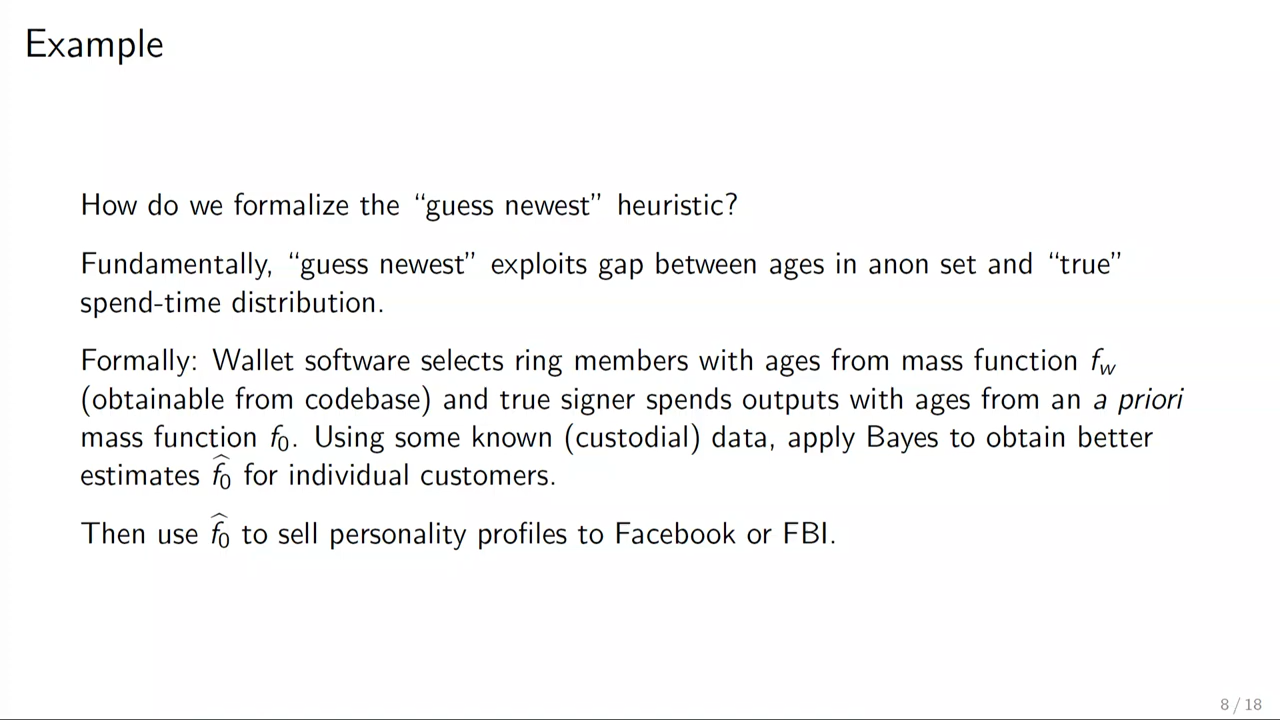 Example
How do we formalize the “guess newest” heuristic?
Fundamentally, “guess newest” exploits gap between ages in anon set and “true”
spend-time distribution.
Formally: Wallet software selects ring members with ages from mass function f_w
(obtainable from codebase) and true signer spends outputs with ages from an a priori
mass function f_0. Using some known (custodial) data, apply Bayes to obtain better
estimates \widehat{f_0} for individual customers.
Then use \widehat{f_0} to sell personality profiles to Facebook or FBI.
8 / 18